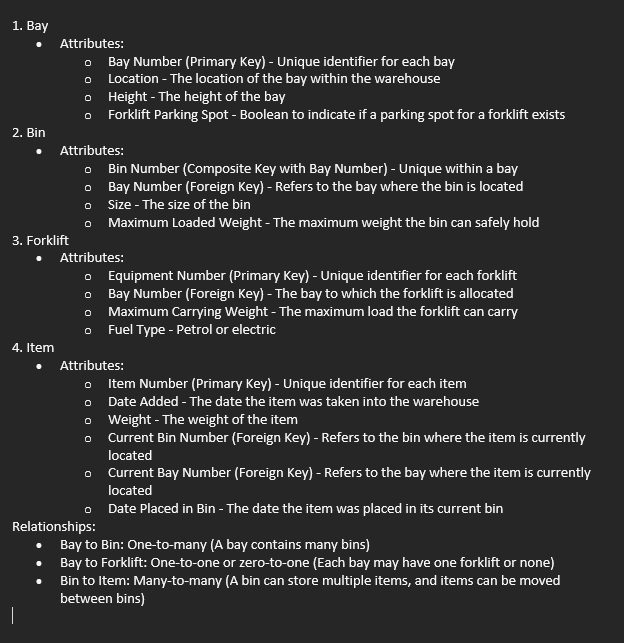 1. Bay
• Attributes:
o Bay Number (Primary Key) - Unique identifier for each bay
o Location - The location of the bay within the warehouse
o Height - The height of the bay
o Forklift Parking Spot - Boolean to indicate if a parking spot for a forklift exists
2. Bin
• Attributes:
o Bin Number (Composite Key with Bay Number) - Unique within a bay
o Bay Number (Foreign Key) - Refers to the bay where the bin is located
o Size - The size of the bin
o Maximum Loaded Weight - The maximum weight the bin can safely hold
3. Forklift
• Attributes:
o Equipment Number (Primary Key) - Unique identifier for each forklift
o Bay Number (Foreign Key) - The bay to which the forklift is allocated
o Maximum Carrying Weight - The maximum load the forklift can carry
o Fuel Type - Petrol or electric
4. Item
• Attributes:
o Item Number (Primary Key) - Unique identifier for each item
o Date Added - The date the item was taken into the warehouse
o Weight - The weight of the item
o Current Bin Number (Foreign Key) - Refers to the bin where the item is currently
located
o Current Bay Number (Foreign Key) - Refers to the bay where the item is currently
located
o Date Placed in Bin - The date the item was placed in its current bin
Relationships:
• Bay to Bin: One-to-many (A bay contains many bins)
• Bay to Forklift: One-to-one or zero-to-one (Each bay may have one forklift or none)
• Bin to Item: Many-to-many (A bin can store multiple items, and items can be moved
between bins)